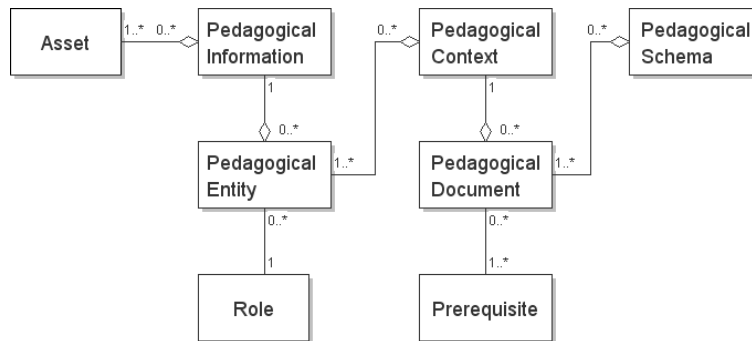 Asset
1..*
0..*
Pedagogical
Information
0..*
Pedagogical
Context
0..*
Pedagogical
Schema
1
0..*
1
0..*
Pedagogical
Entity
1..*
Pedagogical
Document
1..*
0..*
1
0..*
1..*
Role
Prerequisite